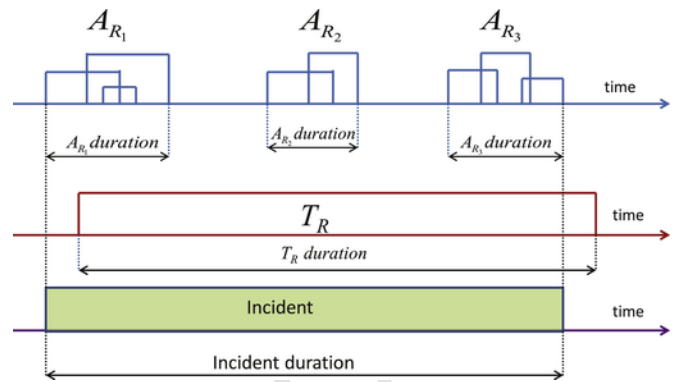 A_{R_1} A_{R_2} A_{R_3}
time
A_{R_1} duration A_{R_2} duration A_{R_3} duration
T_R time
T_R duration
Incident time
Incident duration